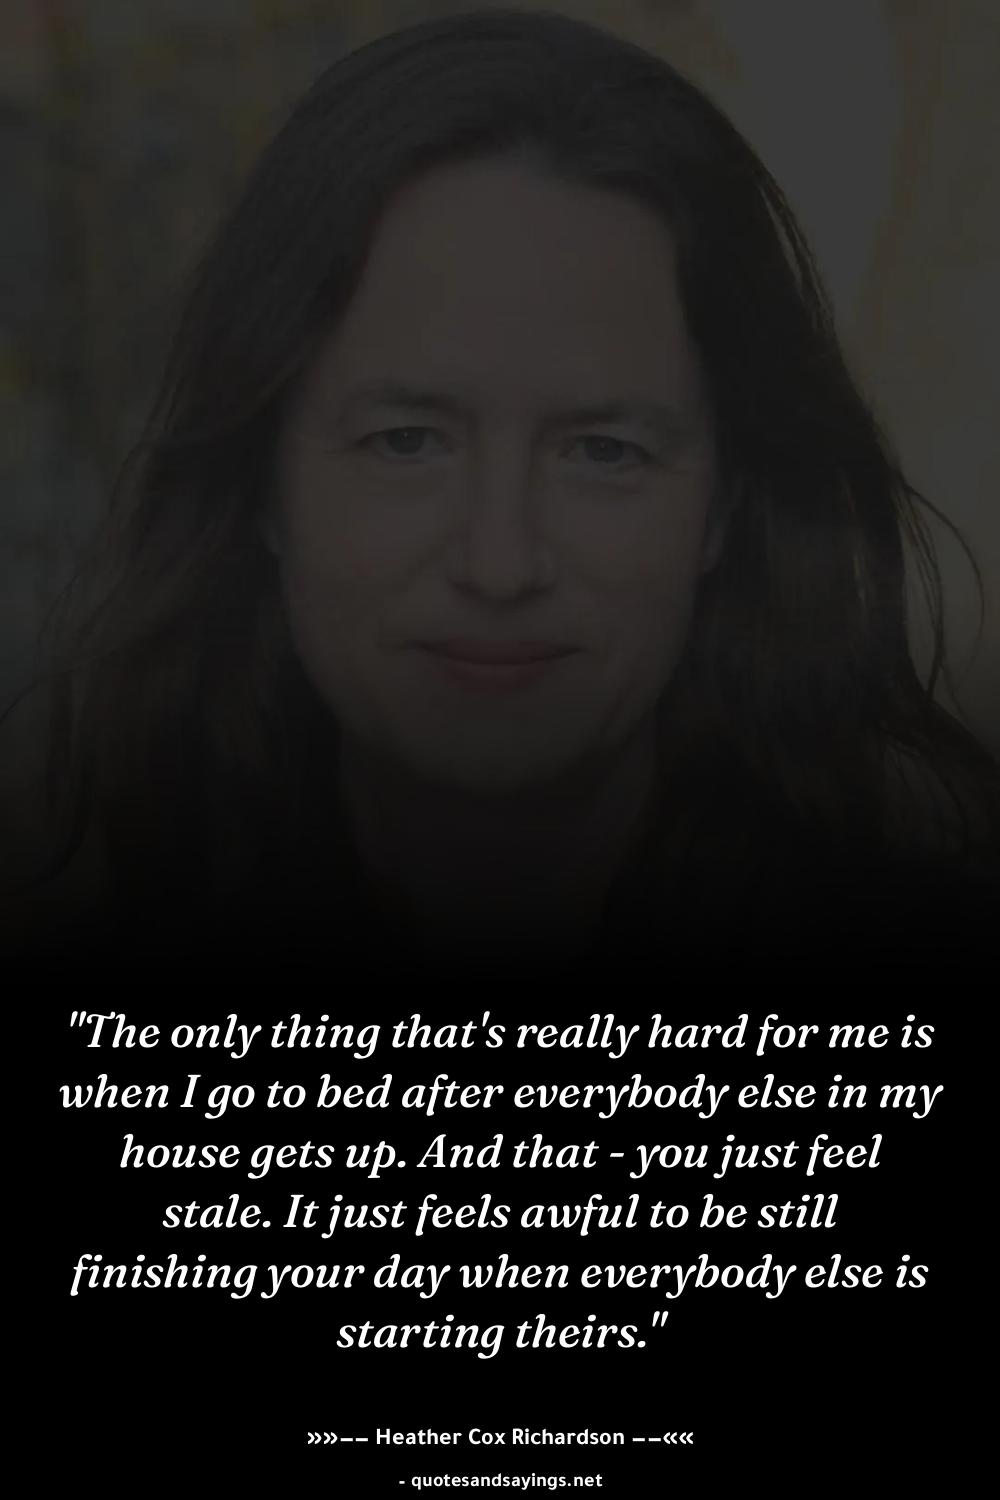 "The only thing that's really hard for me is
when I go to bed after everybody else in my
house gets up. And that - you just feel
stale. It just feels awful to be still
finishing your day when everybody else is
starting theirs."
»»–– Heather Cox Richardson ––««
- quotesandsayings.net